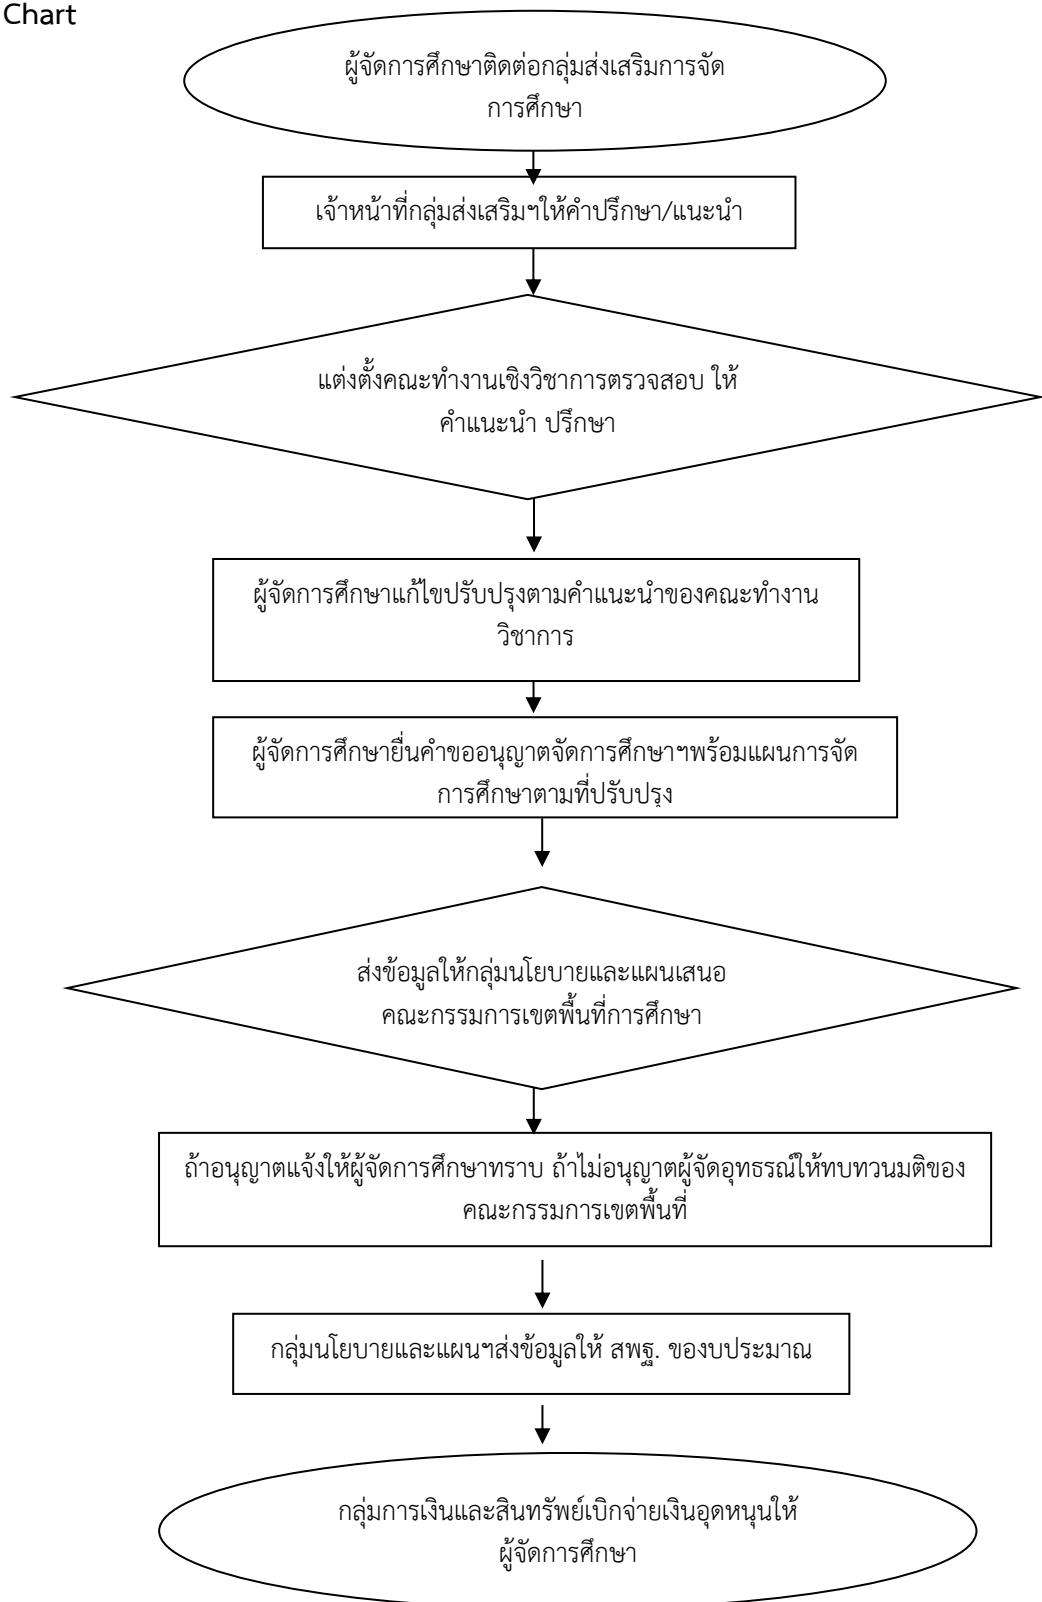 Chart
ผู้จัดการศึกษาติดต่อกลุ่มส่งเสริมการจัด
การศึกษา
เจ้าหน้าที่กลุ่มส่งเสริมฯให้คำปรึกษา/แนะนำ
แต่งตั้งคณะทำงานเชิงวิชาการตรวจสอบ ให้
คำแนะนำ ปรึกษา
ผู้จัดการศึกษาแก้ไขปรับปรุงตามคำแนะนำของคณะทำงาน
วิชาการ
ผู้จัดการศึกษายื่นคำขออนุญาตจัดการศึกษาฯพร้อมแผนการจัด
การศึกษาตามที่ปรับปรุง
ส่งข้อมูลให้กลุ่มนโยบายและแผนเสนอ
คณะกรรมการเขตพื้นที่การศึกษา
ถ้าอนุญาตแจ้งให้ผู้จัดการศึกษาทราบ ถ้าไม่อนุญาตผู้จัดอุทธรณ์ให้ทบทวนมติของ
คณะกรรมการเขตพื้นที่
กลุ่มนโยบายและแผนฯส่งข้อมูลให้ สพฐ. ของบประมาณ
กลุ่มการเงินและสินทรัพย์เบิกจ่ายเงินอุดหนุนให้
ผู้จัดการศึกษา